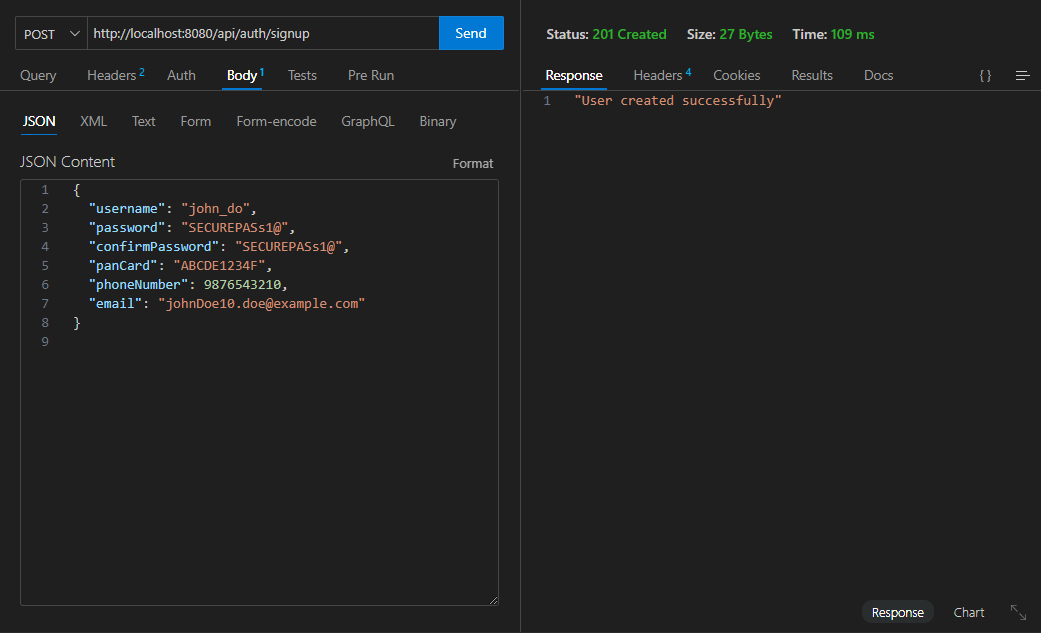 POST http://localhost:8080/api/auth/signup Send
Query Headers 2 Auth Body 1 Tests Pre Run
JSON XML Text Form Form-encode GraphQL Binary
JSON Content Format
1 {
2 "username": "john_do",
3 "password": "SECUREPASs1@",
4 "confirmPassword": "SECUREPASs1@",
5 "panCard": "ABCDE1234F",
6 "phoneNumber": 9876543210,
7 "email": "johnDoe10.doe@example.com"
8 }
9
Status: 201 Created Size: 27 Bytes Time: 109 ms
Response Headers 4 Cookies Results Docs { }
1 "User created successfully"
Response Chart